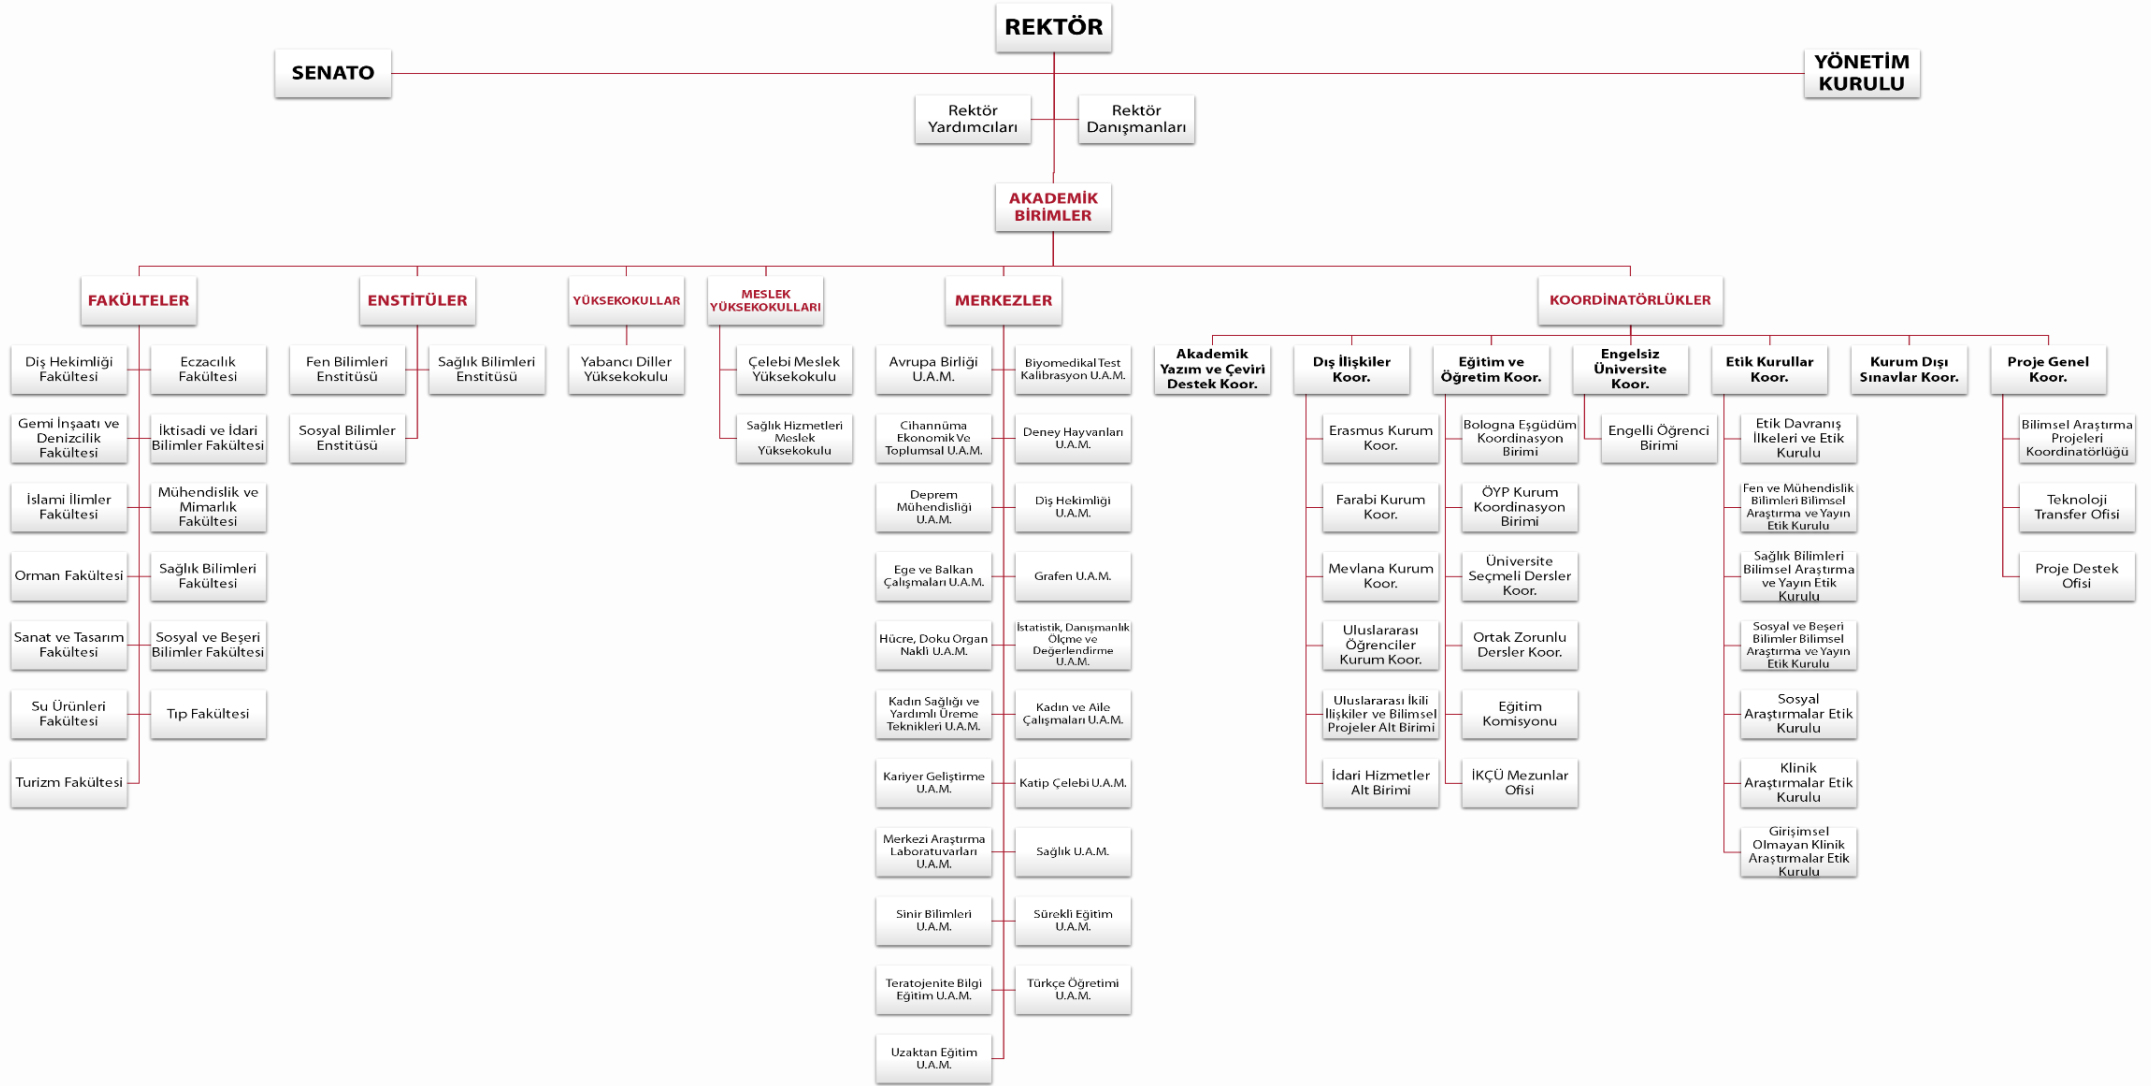 REKTÖR
SENATO
YÖNETİM
KURULU
Rektör
Yardımcıları
Rektör
Danışmanları
AKADEMİK
BİRİMLER
FAKÜLTELER
Diş Hekimliği
Fakültesi
Eczacılık
Fakültesi
Gemi İnşaatı ve
Denizcilik
Fakültesi
İktisadi ve İdari
Bilimler Fakültesi
İslami İlimler
Fakültesi
Mühendislik ve
Mimarlık
Fakültesi
Orman Fakültesi
Sağlık Bilimleri
Fakültesi
Sanat ve Tasarım
Fakültesi
Sosyal ve Beşeri
Bilimler Fakültesi
Su Ürünleri
Fakültesi
Tıp Fakültesi
Turizm Fakültesi
ENSTİTÜLER
Fen Bilimleri
Enstitüsü
Sağlık Bilimleri
Enstitüsü
Sosyal Bilimler
Enstitüsü
YÜKSEKOKULLAR
Yabancı Diller
Yüksekokulu
MESLEK
YÜKSEKOKULLARI
Çelebi Meslek
Yüksekokulu
Sağlık Hizmetleri
Meslek
Yüksekokulu
MERKEZLER
Avrupa Birliği
U.A.M.
Biyomedikal Test
Kalibrasyon U.A.M.
Cihannüma
Ekonomik Ve
Toplumsal U.A.M.
Deney Hayvanları
U.A.M.
Deprem
Mühendisliği
U.A.M.
Diş Hekimliği
U.A.M.
Ege ve Balkan
Çalışmaları U.A.M.
Grafen U.A.M.
Hücre, Doku Organ
Nakli U.A.M.
İstatistik, Danışmanlık
Ölçme ve
Değerlendirme
U.A.M.
Kadın Sağlığı ve
Yardımlı Üreme
Teknikleri U.A.M.
Kadın ve Aile
Çalışmaları U.A.M.
Kariyer Geliştirme
U.A.M.
Katip Çelebi U.A.M.
Merkezi Araştırma
Laboratuvarları
U.A.M.
Sağlık U.A.M.
Sinir Bilimleri
U.A.M.
Sürekli Eğitim
U.A.M.
Teratojenite Bilgi
Eğitim U.A.M.
Türkçe Öğretimi
U.A.M.
Uzaktan Eğitim
U.A.M.
KOORDİNATÖRLÜKLER
Akademik
Yazım ve Çeviri
Destek Koor.
Dış İlişkiler
Koor.
Erasmus Kurum
Koor.
Farabi Kurum
Koor.
Mevlana Kurum
Koor.
Uluslararası
Öğrenciler
Kurum Koor.
Uluslararası İkili
İlişkiler ve Bilimsel
Projeler Alt Birimi
İdari Hizmetler
Alt Birimi
Eğitim ve
Öğretim Koor.
Bologna Eşgüdüm
Koordinasyon
Birimi
ÖYP Kurum
Koordinasyon
Birimi
Üniversite
Seçmeli Dersler
Koor.
Ortak Zorunlu
Dersler Koor.
Eğitim
Komisyonu
İKÇÜ Mezunlar
Ofisi
Engelsiz
Üniversite
Koor.
Engelli Öğrenci
Birimi
Etik Kurullar
Koor.
Etik Davranış
İlkeleri ve Etik
Kurulu
Fen ve Mühendislik
Bilimleri Bilimsel
Araştırma ve Yayın
Etik Kurulu
Sağlık Bilimleri
Bilimsel Araştırma
ve Yayın Etik
Kurulu
Sosyal ve Beşeri
Bilimler Bilimsel
Araştırma ve Yayın
Etik Kurulu
Sosyal
Araştırmalar Etik
Kurulu
Klinik
Araştırmalar Etik
Kurulu
Girişimsel
Olmayan Klinik
Araştırmalar Etik
Kurulu
Kurum Dışı
Sınavlar Koor.
Proje Genel
Koor.
Bilimsel Araştırma
Projeleri
Koordinatörlüğü
Teknoloji
Transfer Ofisi
Proje Destek
Ofisi